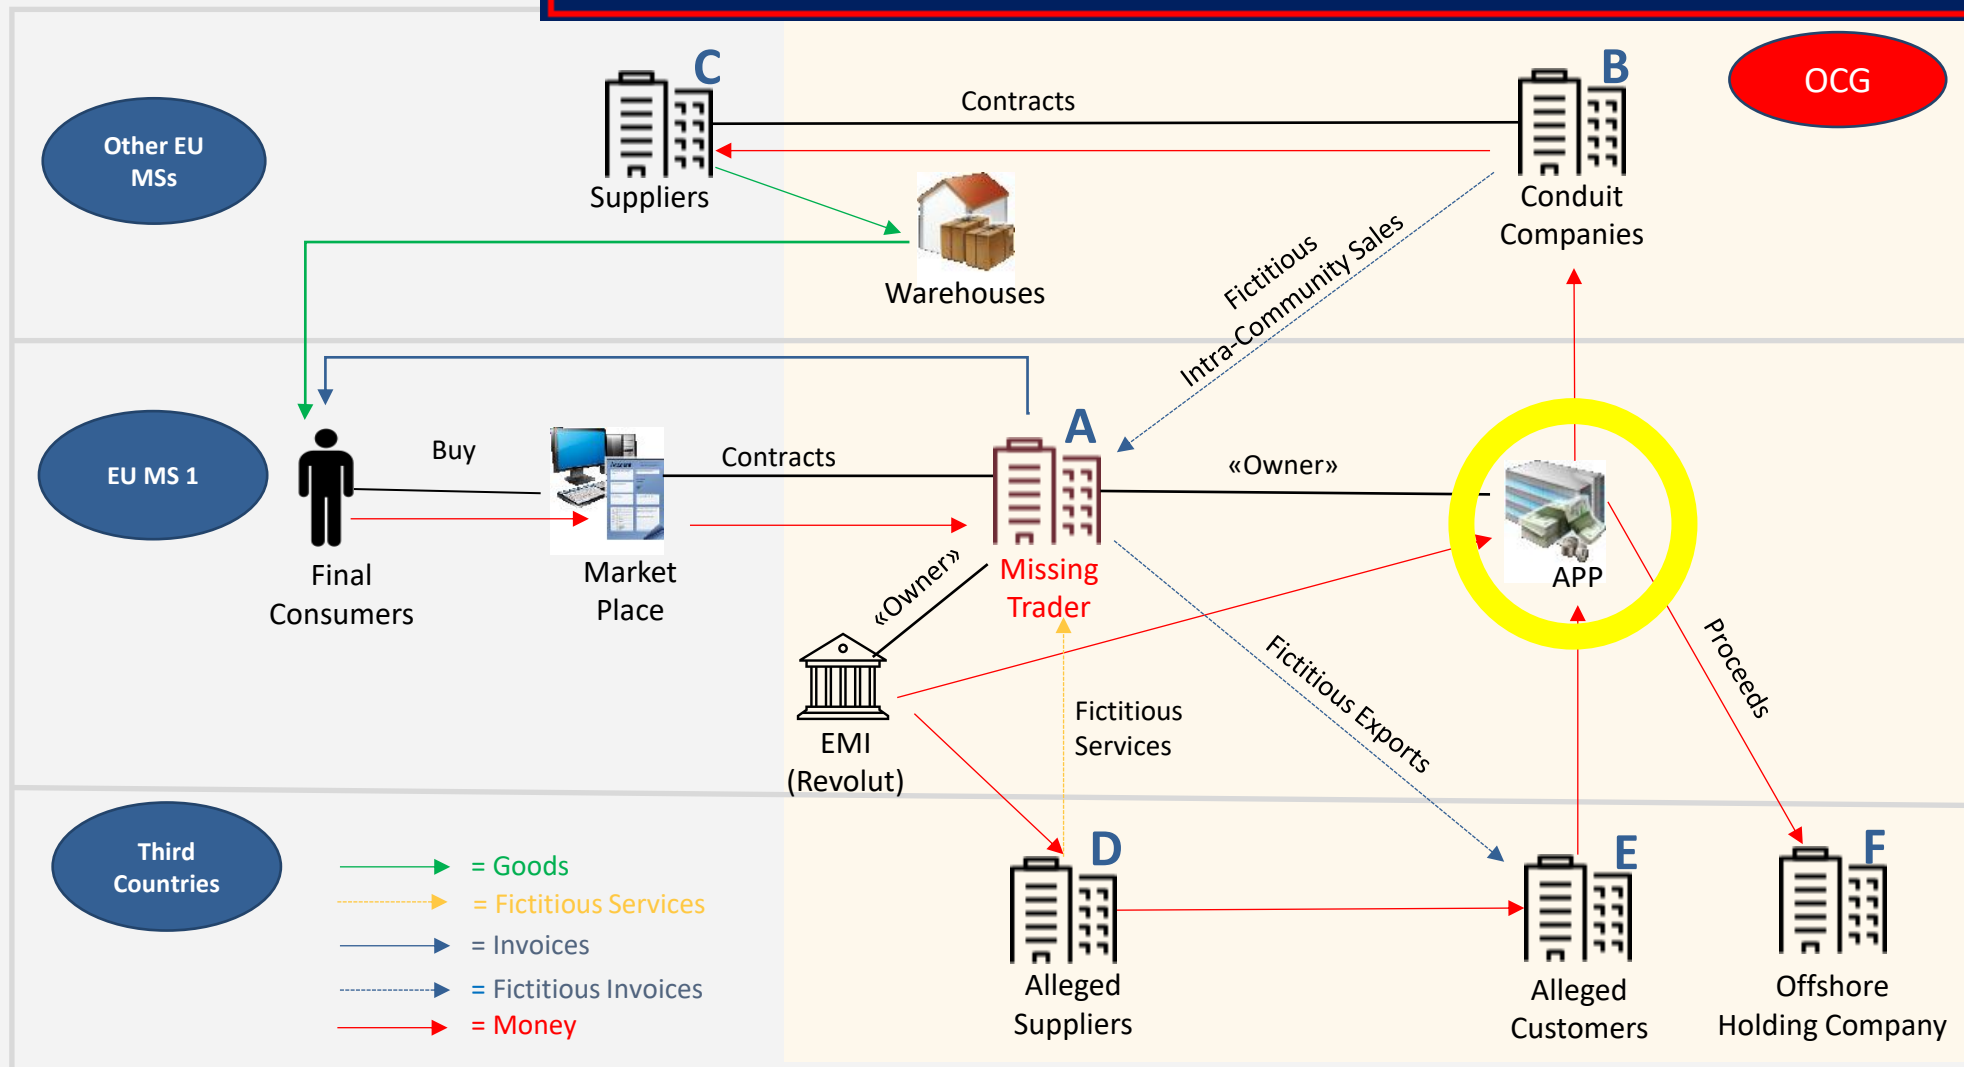 C
B
OCG
Contracts
Other EU
MSs
Suppliers
Conduit
Companies
Warehouses
Fictitious
Intra-Community Sales
A
Buy
Contracts
«Owner»
EU MS 1
Final
Consumers
Market
Place
«Owner»
Missing
Trader
APP
Proceeds
Fictitious Exports
Fictitious
Services
EMI
(Revolut)
Third
Countries
D
E
F
= Goods
= Fictitious Services
= Invoices
= Fictitious Invoices
= Money
Alleged
Suppliers
Alleged
Customers
Offshore
Holding Company